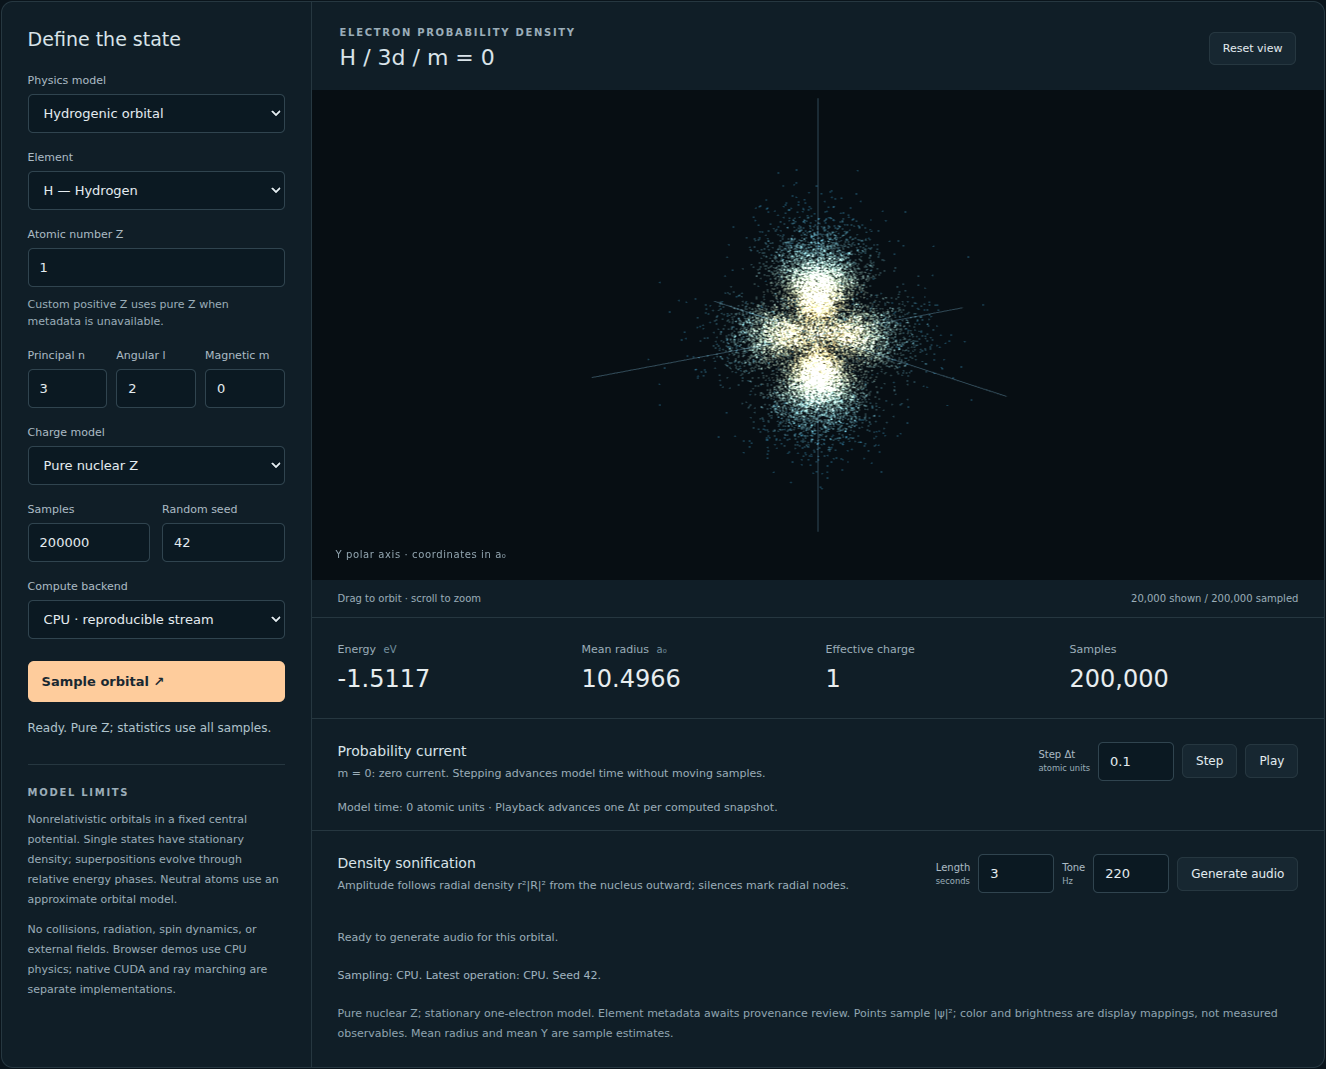 Define the state
Physics model
Hydrogenic orbital
Element
H — Hydrogen
Atomic number Z
1
Custom positive Z uses pure Z when
metadata is unavailable.
Principal n Angular l Magnetic m
3 2 0
Charge model
Pure nuclear Z
Samples Random seed
200000 42
Compute backend
CPU · reproducible stream
Sample orbital ↗
Ready. Pure Z; statistics use all samples.
MODEL LIMITS
Nonrelativistic orbitals in a fixed central
potential. Single states have stationary
density; superpositions evolve through
relative energy phases. Neutral atoms use an
approximate orbital model.
No collisions, radiation, spin dynamics, or
external fields. Browser demos use CPU
physics; native CUDA and ray marching are
separate implementations.
ELECTRON PROBABILITY DENSITY
H / 3d / m = 0
Reset view
Y polar axis · coordinates in a₀
Drag to orbit · scroll to zoom
20,000 shown / 200,000 sampled
Energy eV
-1.5117
Mean radius a₀
10.4966
Effective charge
1
Samples
200,000
Probability current
m = 0: zero current. Stepping advances model time without moving samples.
Step Δt
atomic units
0.1
Step
Play
Model time: 0 atomic units · Playback advances one Δt per computed snapshot.
Density sonification
Amplitude follows radial density r²|R|² from the nucleus outward; silences mark radial nodes.
Length
seconds
3
Tone
Hz
220
Generate audio
Ready to generate audio for this orbital.
Sampling: CPU. Latest operation: CPU. Seed 42.
Pure nuclear Z; stationary one-electron model. Element metadata awaits provenance review. Points sample |ψ|²; color and brightness are display mappings, not measured
observables. Mean radius and mean Y are sample estimates.